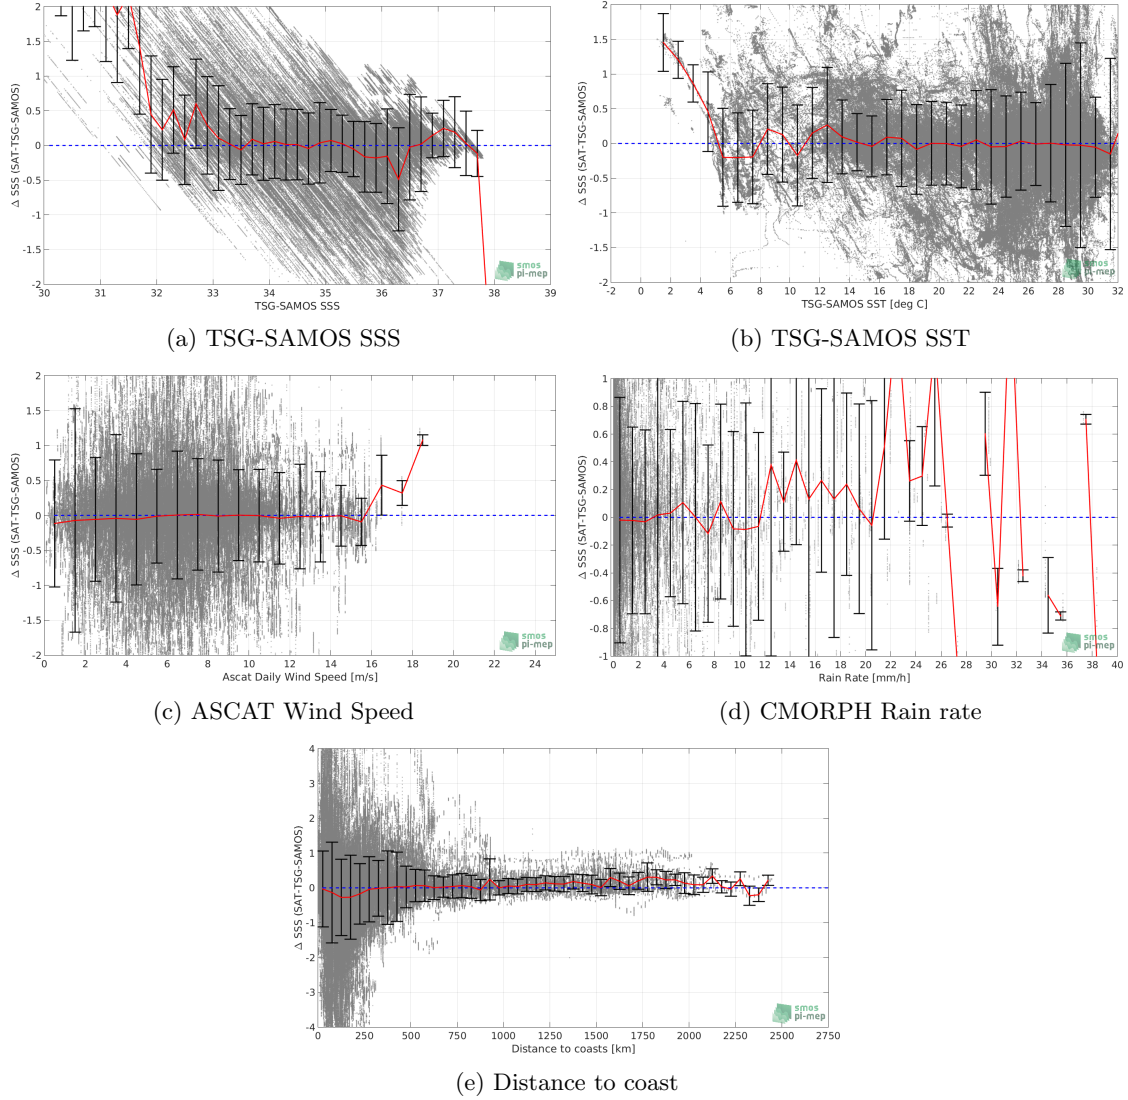 2
1.5
1
0.5
0
-0.5
-1
-1.5
-2
Δ SSS (SAT-TSG-SAMOS)
30 31 32 33 34 35 36 37 38 39
TSG-SAMOS SSS
smos
pi-mep
(a) TSG-SAMOS SSS
2
1.5
1
0.5
0
-0.5
-1
-1.5
-2
Δ SSS (SAT-TSG-SAMOS)
-2 0 2 4 6 8 10 12 14 16 18 20 22 24 26 28 30 32
TSG-SAMOS SST [deg C]
smos
pi-mep
(b) TSG-SAMOS SST
2
1.5
1
0.5
0
-0.5
-1
-1.5
-2
Δ SSS (SAT-TSG-SAMOS)
0 2 4 6 8 10 12 14 16 18 20 22 24
Ascat Daily Wind Speed [m/s]
smos
pi-mep
(c) ASCAT Wind Speed
1
0.8
0.6
0.4
0.2
0
-0.2
-0.4
-0.6
-0.8
-1
Δ SSS (SAT-TSG-SAMOS)
0 2 4 6 8 10 12 14 16 18 20 22 24 26 28 30 32 34 36 38 40
Rain Rate [mm/h]
smos
pi-mep
(d) CMORPH Rain rate
4
3
2
1
0
-1
-2
-3
-4
Δ SSS (SAT-TSG-SAMOS)
0 250 500 750 1000 1250 1500 1750 2000 2250 2500 2750
Distance to coasts [km]
smos
pi-mep
(e) Distance to coast